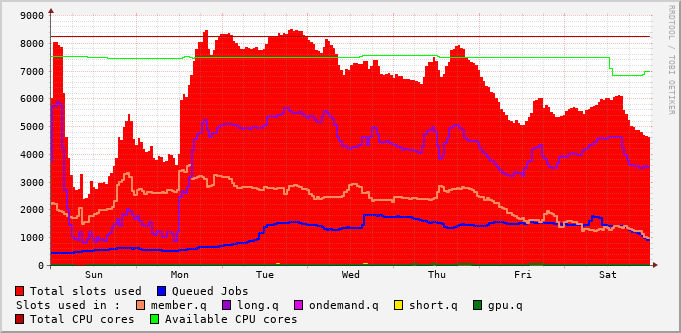 9000
8000
7000
6000
5000
4000
3000
2000
1000
0
Sun Mon Tue Wed Thu Fri Sat
RRDTOOL / TOBI OETIKER
Total slots used Queued Jobs
Slots used in : member.q long.q ondemand.q short.q gpu.q
Total CPU cores Available CPU cores